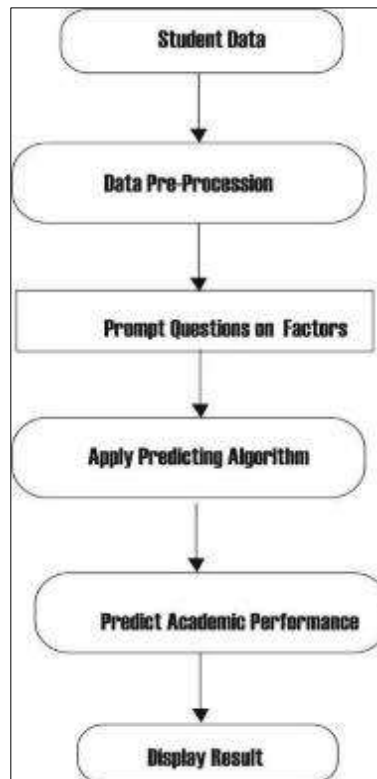 Student Data
Data Pre-Procession
Prompt Questions on Factors
Apply Predicting Algorithm
Predict Academic Performance
Display Result